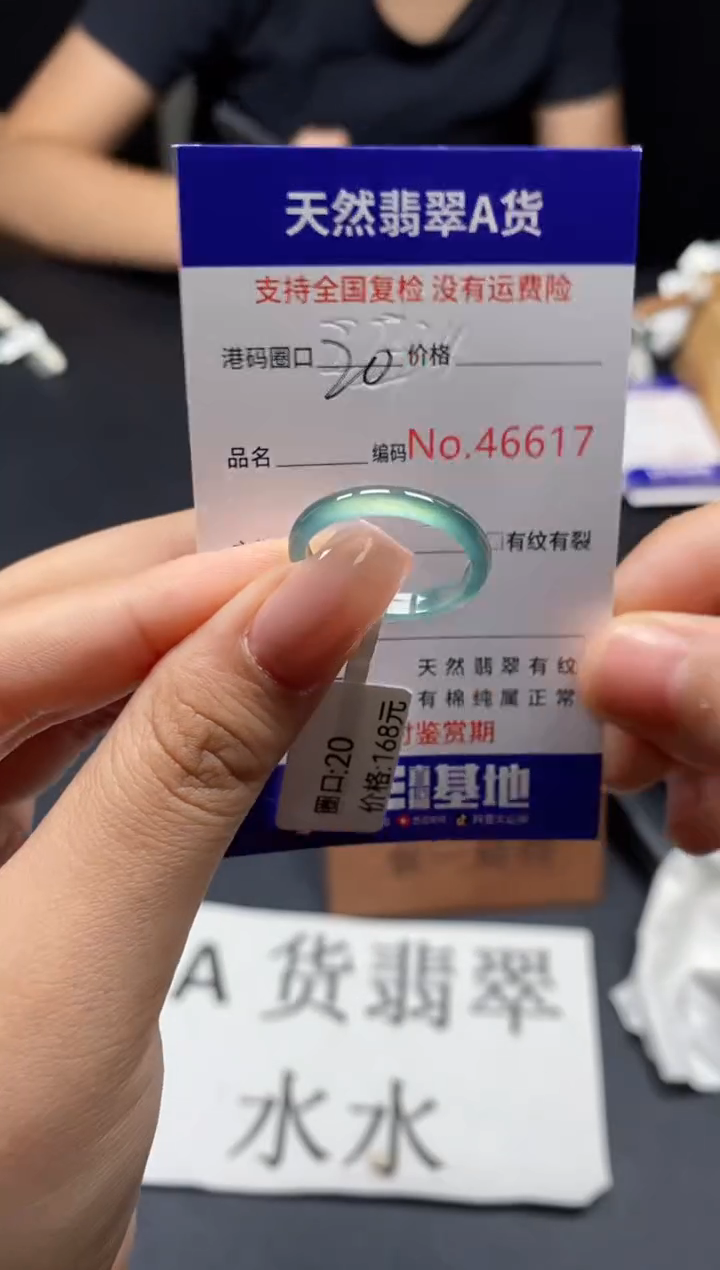 天然翡翠A货
支持全国复检 没有运费险
港码圈口 20 价格
品名 编码No.46617
有纹有裂
天然翡翠有纹
有棉纯属正常
鉴赏期
圈口:20
价格:168元
基地
A货翡翠
水水